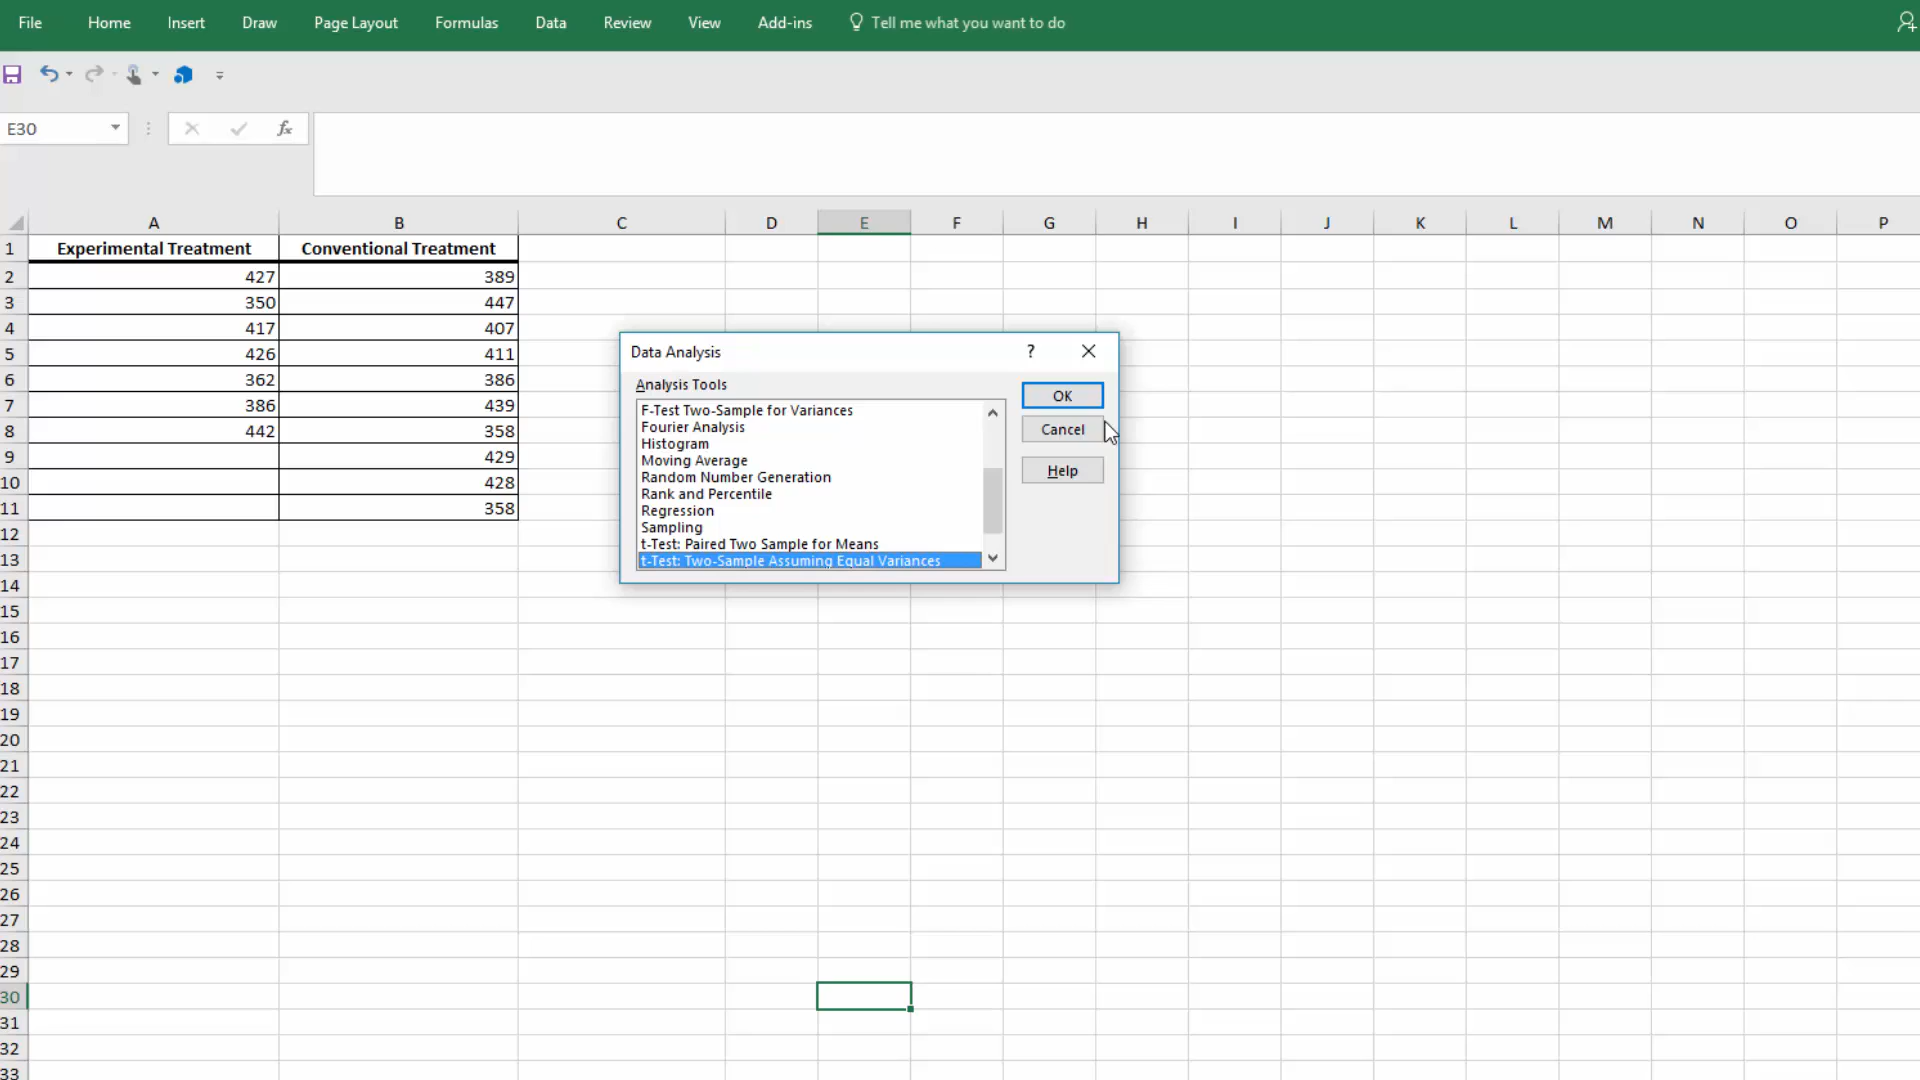 File Home Insert Draw Page Layout Formulas Data Review View Add-ins Tell me what you want to do
E30 fx
A B C D E F G H I J K L M N O P
1 Experimental Treatment Conventional Treatment
2 427 389
3 350 447
4 417 407
5 426 411
6 362 386
7 386 439
8 442 358
9 429
10 428
11 358
12
13
14
15
16
17
18
19
20
21
22
23
24
25
26
27
28
29
30
31
32
33
Data Analysis ?
Analysis Tools
F-Test Two-Sample for Variances
Fourier Analysis
Histogram
Moving Average
Random Number Generation
Rank and Percentile
Regression
Sampling
t-Test: Paired Two Sample for Means
t-Test: Two-Sample Assuming Equal Variances
OK
Cancel
Help